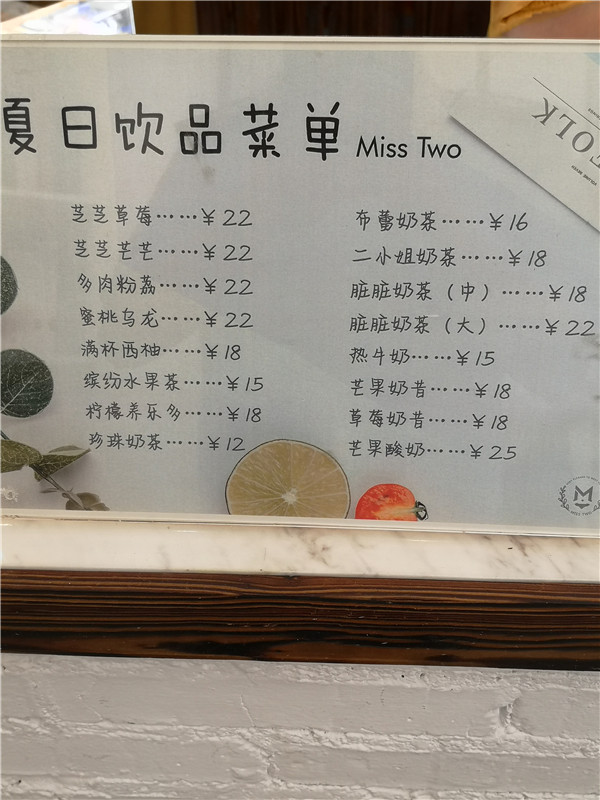 夏日饮品菜单 Miss Two
芝芝草莓……￥22
芝芝芒芒……￥22
多肉粉荔……￥22
蜜桃乌龙……￥22
满杯西柚……￥18
缤纷水果茶……￥15
柠檬养乐多……￥18
珍珠奶茶……￥12
布蕾奶茶……￥16
二小姐奶茶……￥18
脏脏奶茶（中）……￥18
脏脏奶茶（大）……￥22
热牛奶……￥15
芒果奶昔……￥18
草莓奶昔……￥18
芒果酸奶……￥25
FOLK
M